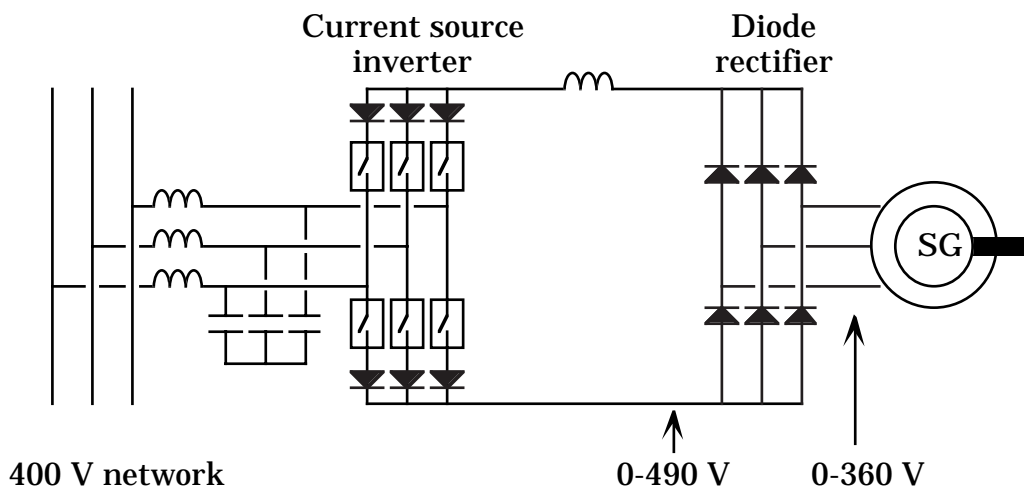 Current source
inverter
Diode
rectifier
SG
400 V network
0-490 V
0-360 V